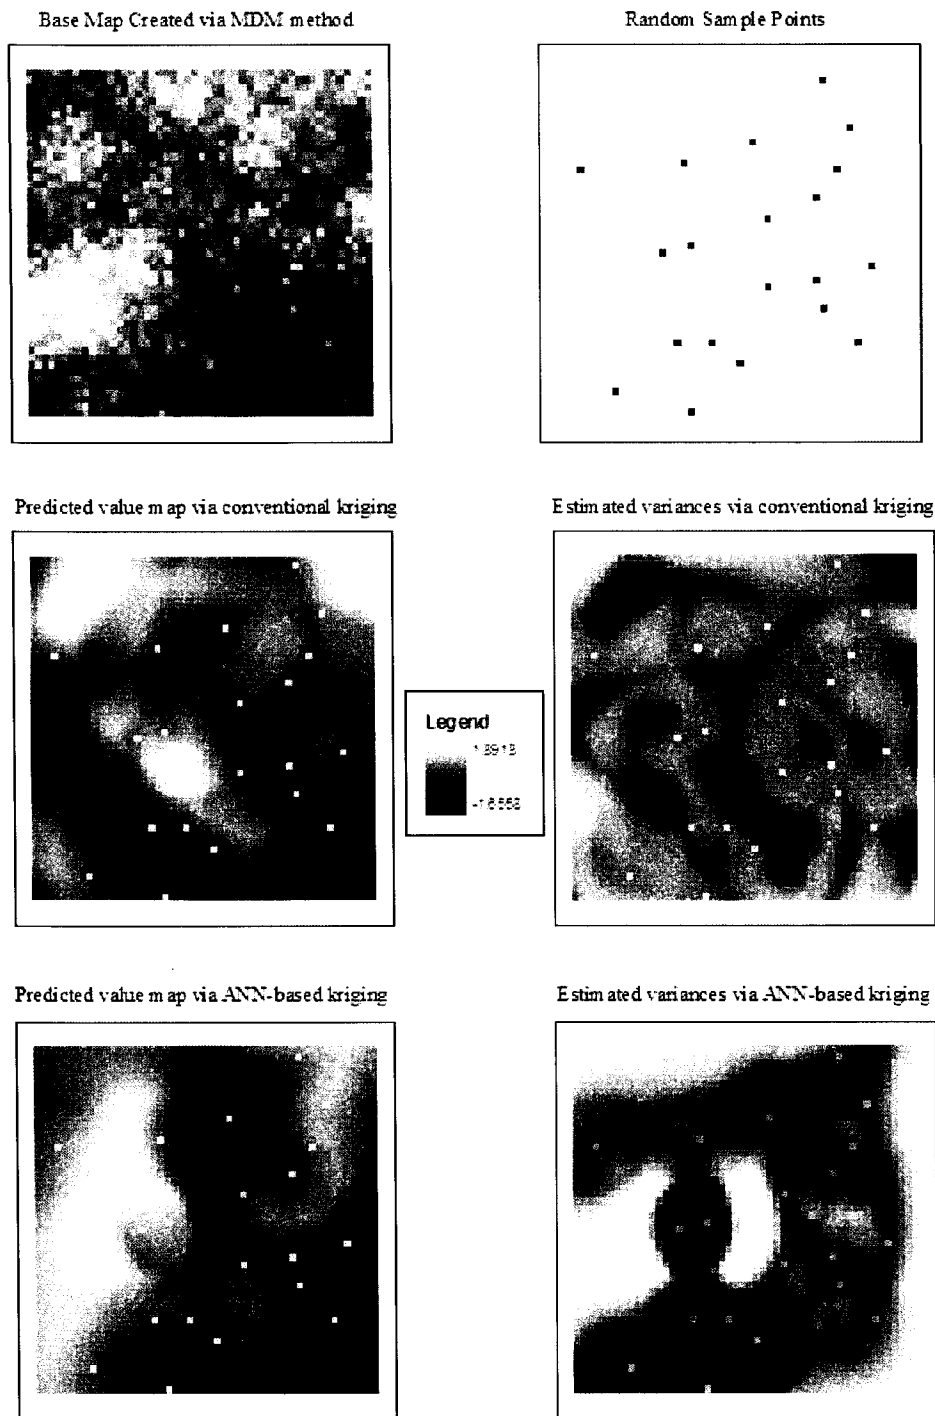 Base Map Created via MDM method
Random Sample Points
Predicted value map via conventional kriging
Estimated variances via conventional kriging
Legend
Predicted value map via ANN-based kriging
Estimated variances via ANN-based kriging